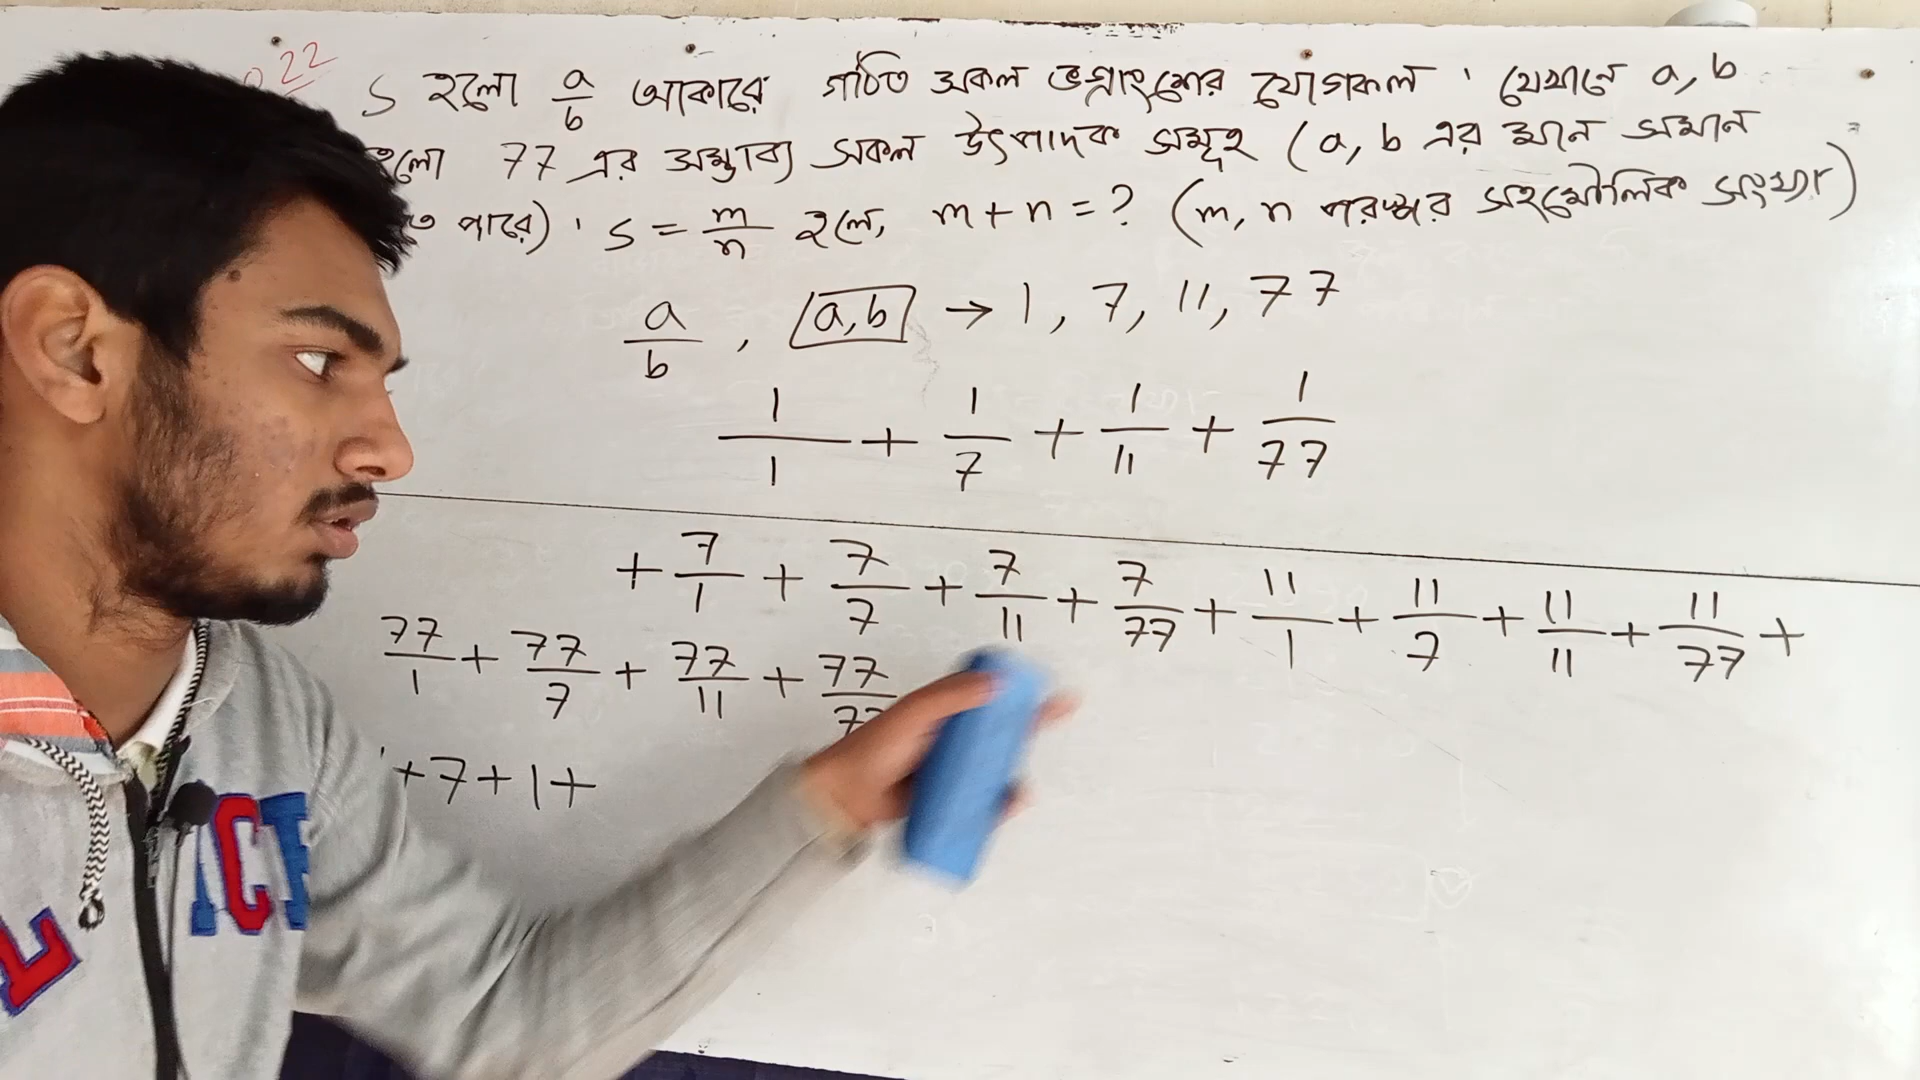 22
S হলো a/b আকারে গঠিত সকল ভগ্নাংশের যোগফল । যেখানে a, b
হলো 77 এর সম্ভাব্য সকল উৎপাদক সমূহ (a, b এর মান সমান
তে পারে) । S = m/n হলে, m+n = ? (m, n পরস্পর সহমৌলিক সংখ্যা)
a/b , a,b → 1, 7, 11, 77
1/1 + 1/7 + 1/11 + 1/77
+ 7/1 + 7/7 + 7/11 + 7/77 + 11/1 + 11/7 + 11/11 + 11/77 +
77/1 + 77/7 + 77/11 + 77/77
+7+1+
ICE
L